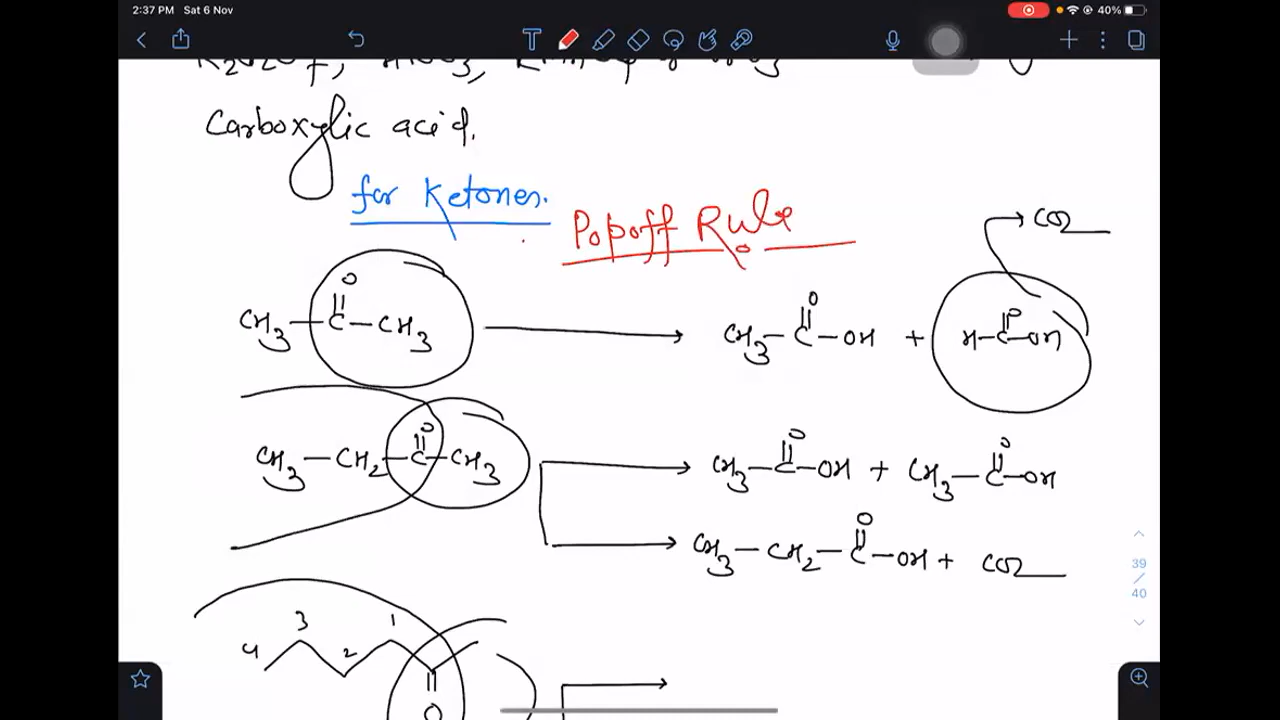 2:37 PM Sat 6 Nov 40%
Carboxylic acid.
for Ketones.
Popoff Rule
CO2
CH3—C(=O)—CH3 → CH3—C(=O)—OH + H—C(=O)—OH
CH3—CH2—C(=O)—CH3 → CH3—C(=O)—OH + CH3—C(=O)—OH
→ CH3—CH2—C(=O)—OH + CO2
39
/
40
4 3 2 1
O